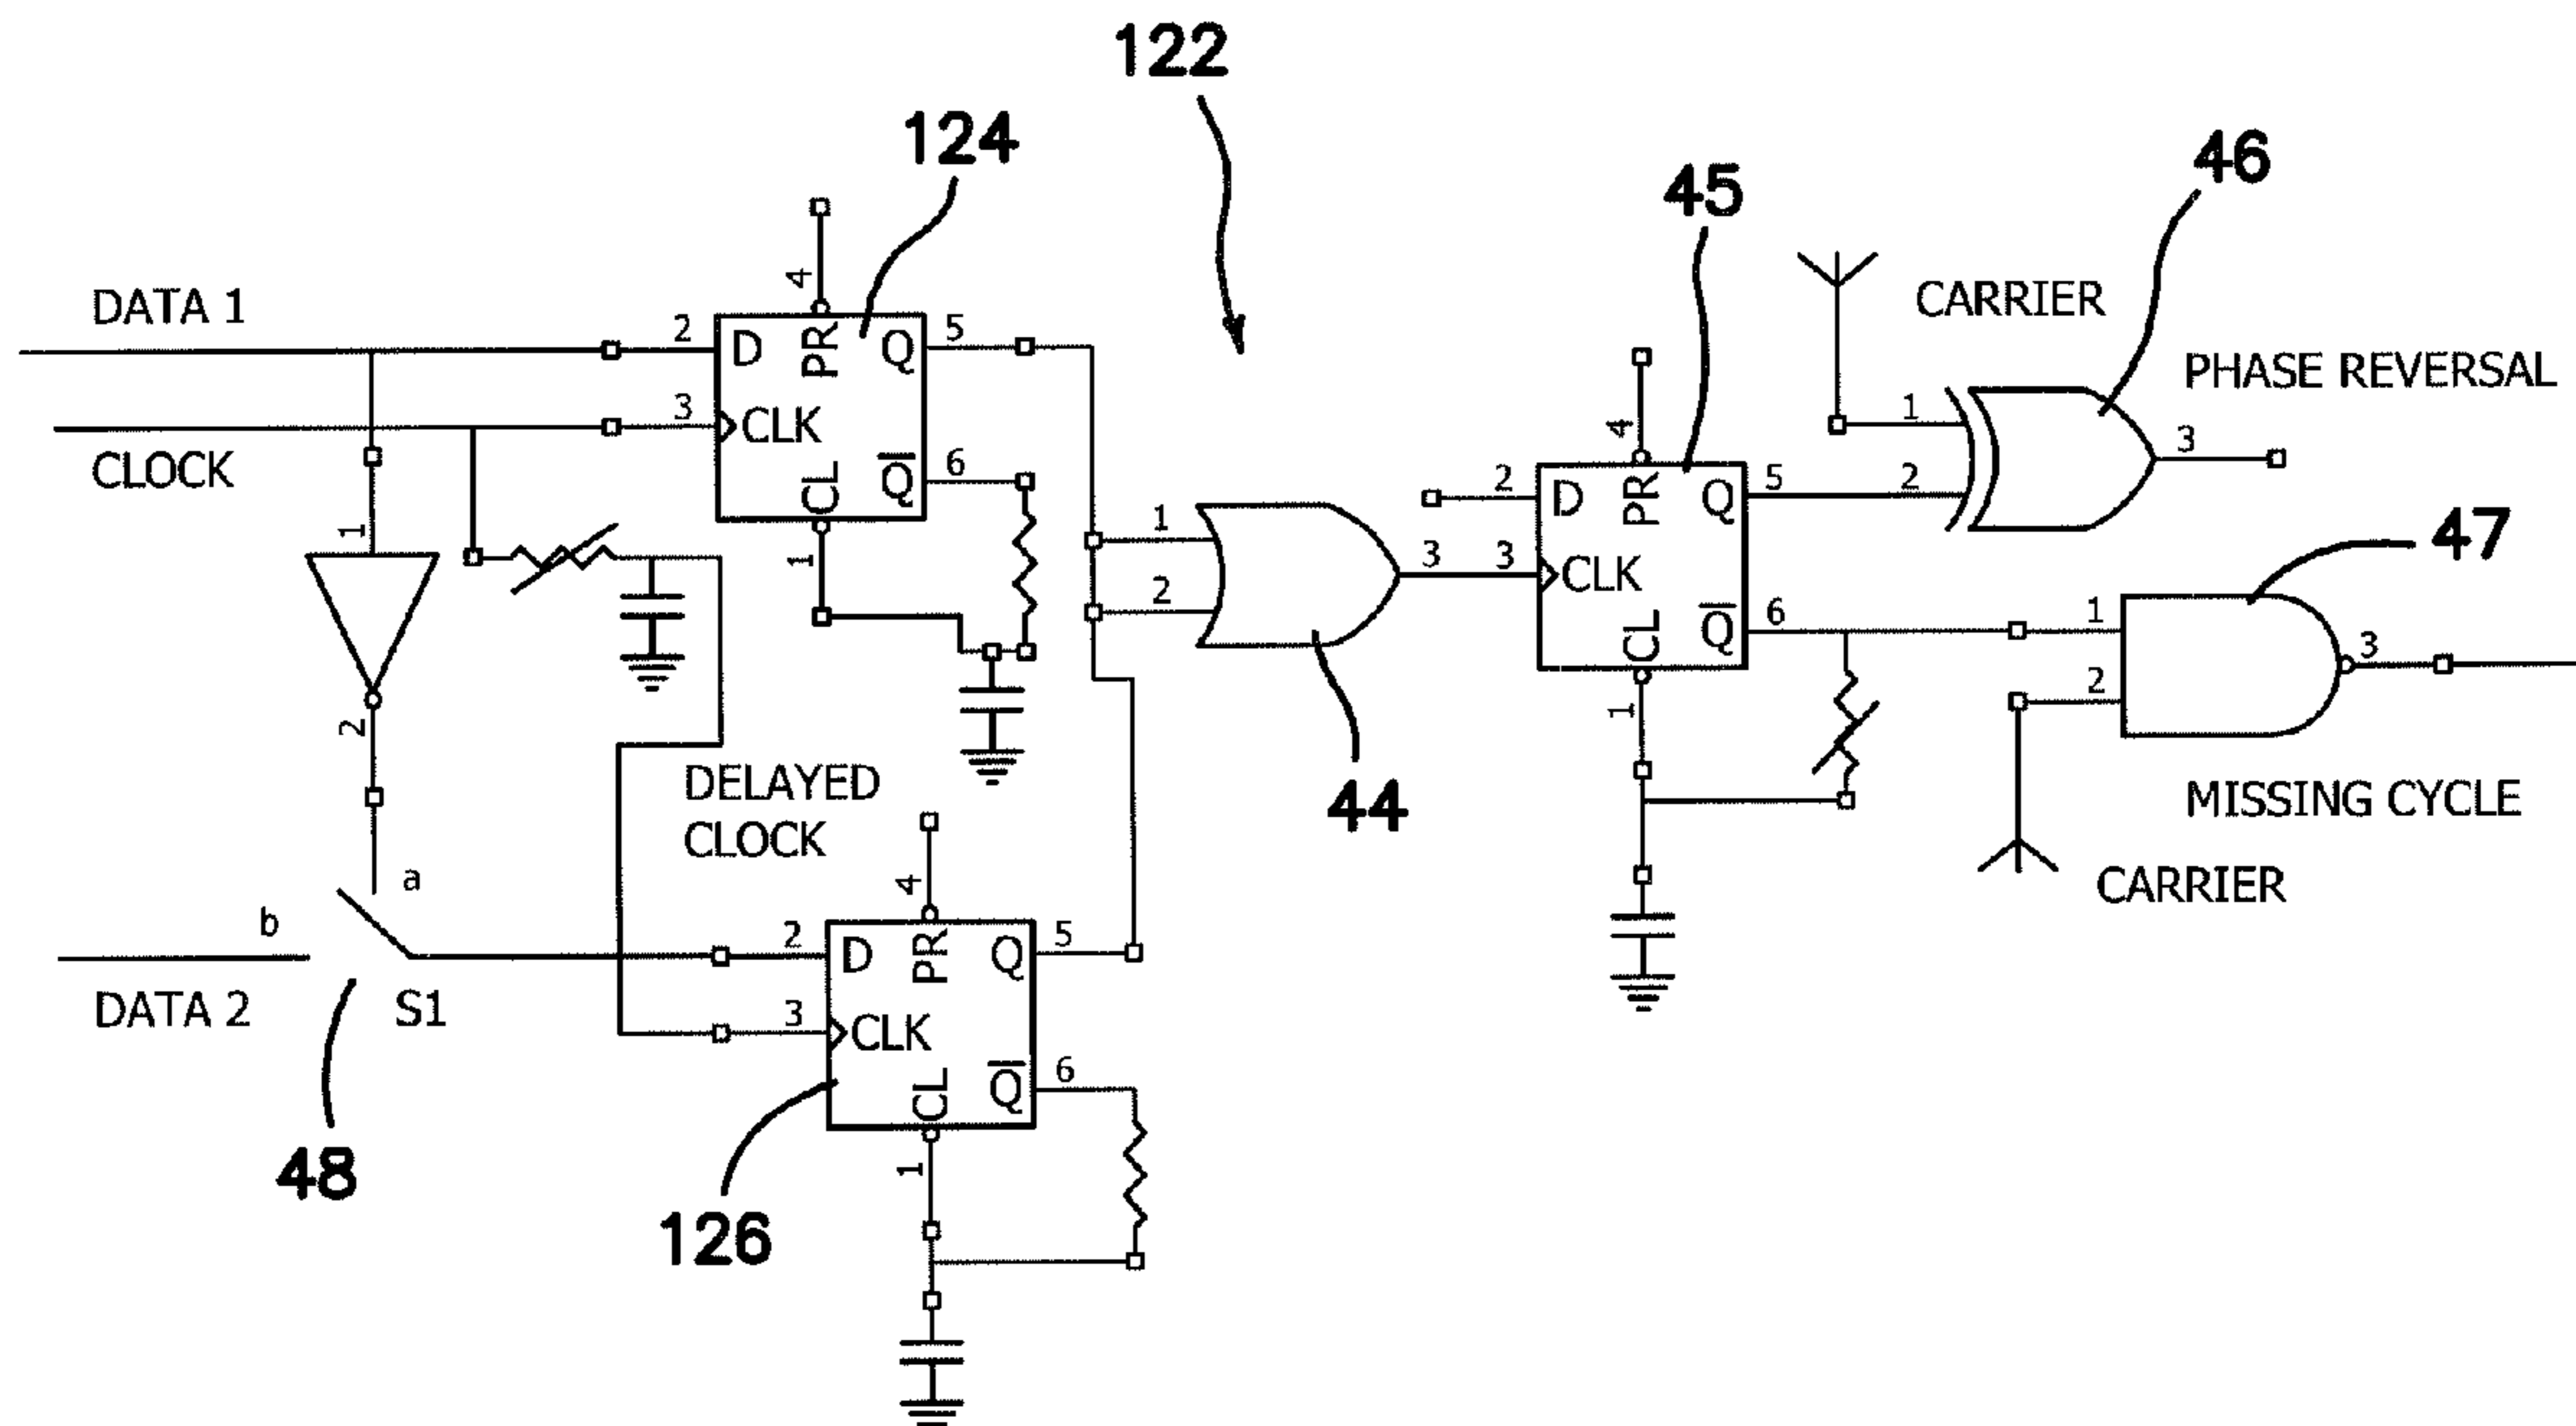 122
124
46
45
4
DATA 1
2
D
PR
Q
5
CARRIER
3
CLK
CLOCK
CL
Q̅
6
1
PHASE REVERSAL
1
2
3
4
2
D
PR
Q
5
3
CLK
CL
Q̅
6
1
47
1
2
3
1
2
3
44
1
2
MISSING CYCLE
CARRIER
DELAYED
CLOCK
a
b
DATA 2
S1
48
4
2
D
PR
Q
5
3
CLK
CL
Q̅
6
1
126